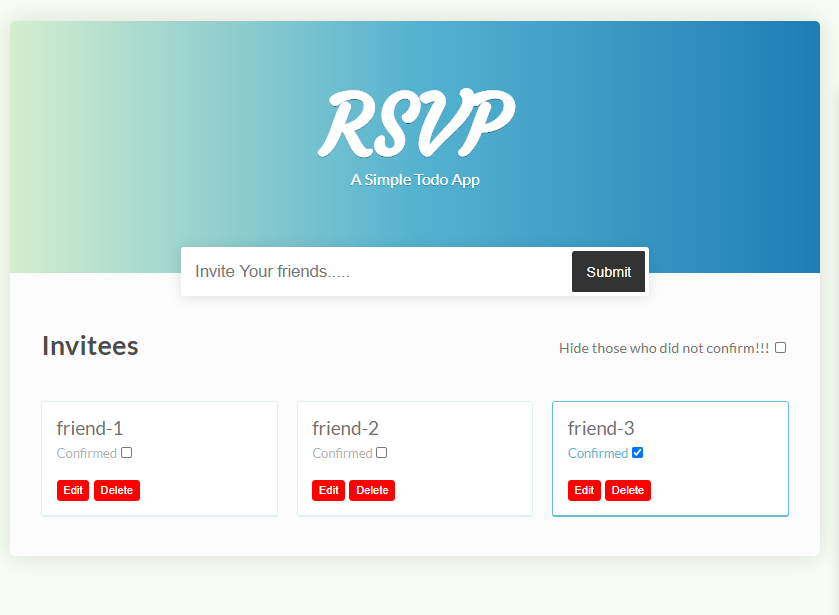 RSVP
A Simple Todo App
Invite Your friends.....
Submit
Invitees
Hide those who did not confirm!!!
friend-1
Confirmed
Edit Delete
friend-2
Confirmed
Edit Delete
friend-3
Confirmed
Edit Delete